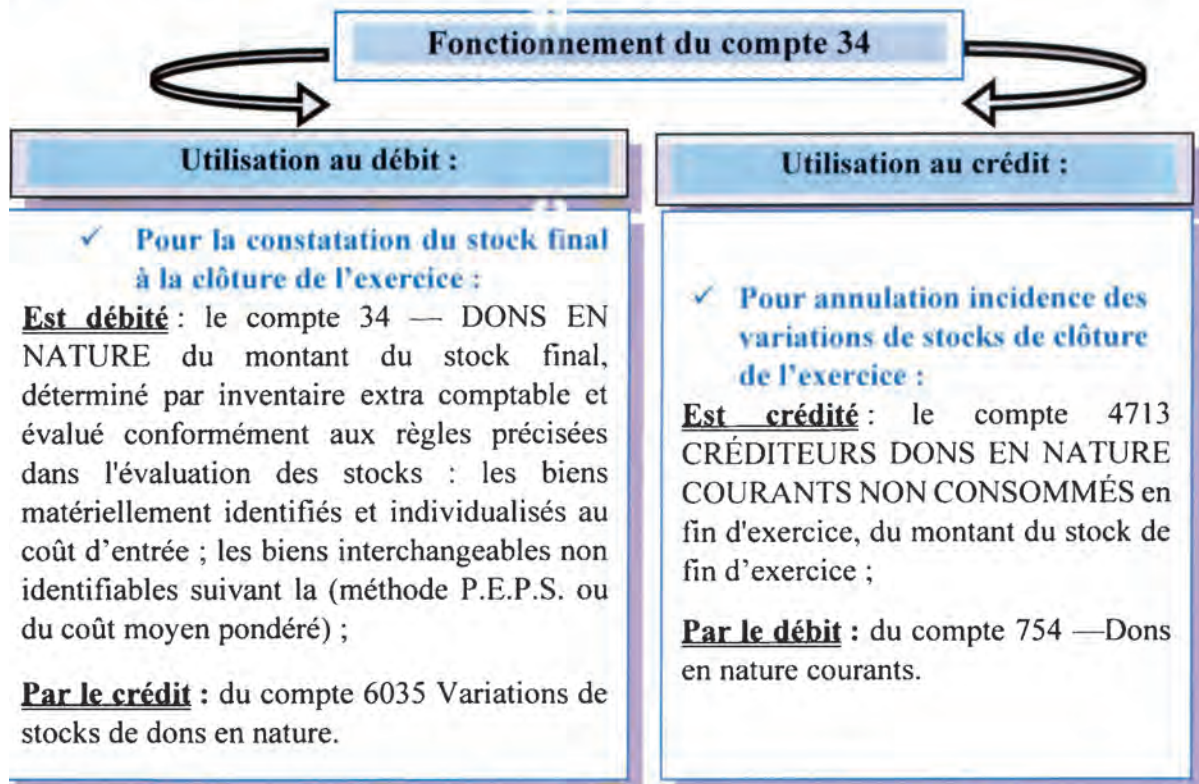 Fonctionnement du compte 34
Utilisation au débit :
✓ Pour la constatation du stock final
à la clôture de l'exercice :
Est débité : le compte 34 — DONS EN
NATURE du montant du stock final,
déterminé par inventaire extra comptable et
évalué conformément aux règles précisées
dans l'évaluation des stocks : les biens
matériellement identifiés et individualisés au
coût d'entrée ; les biens interchangeables non
identifiables suivant la (méthode P.E.P.S. ou
du coût moyen pondéré) ;
Par le crédit : du compte 6035 Variations de
stocks de dons en nature.
Utilisation au crédit :
✓ Pour annulation incidence des
variations de stocks de clôture
de l'exercice :
Est crédité : le compte 4713
CRÉDITEURS DONS EN NATURE
COURANTS NON CONSOMMÉS en
fin d'exercice, du montant du stock de
fin d'exercice ;
Par le débit : du compte 754 —Dons
en nature courants.